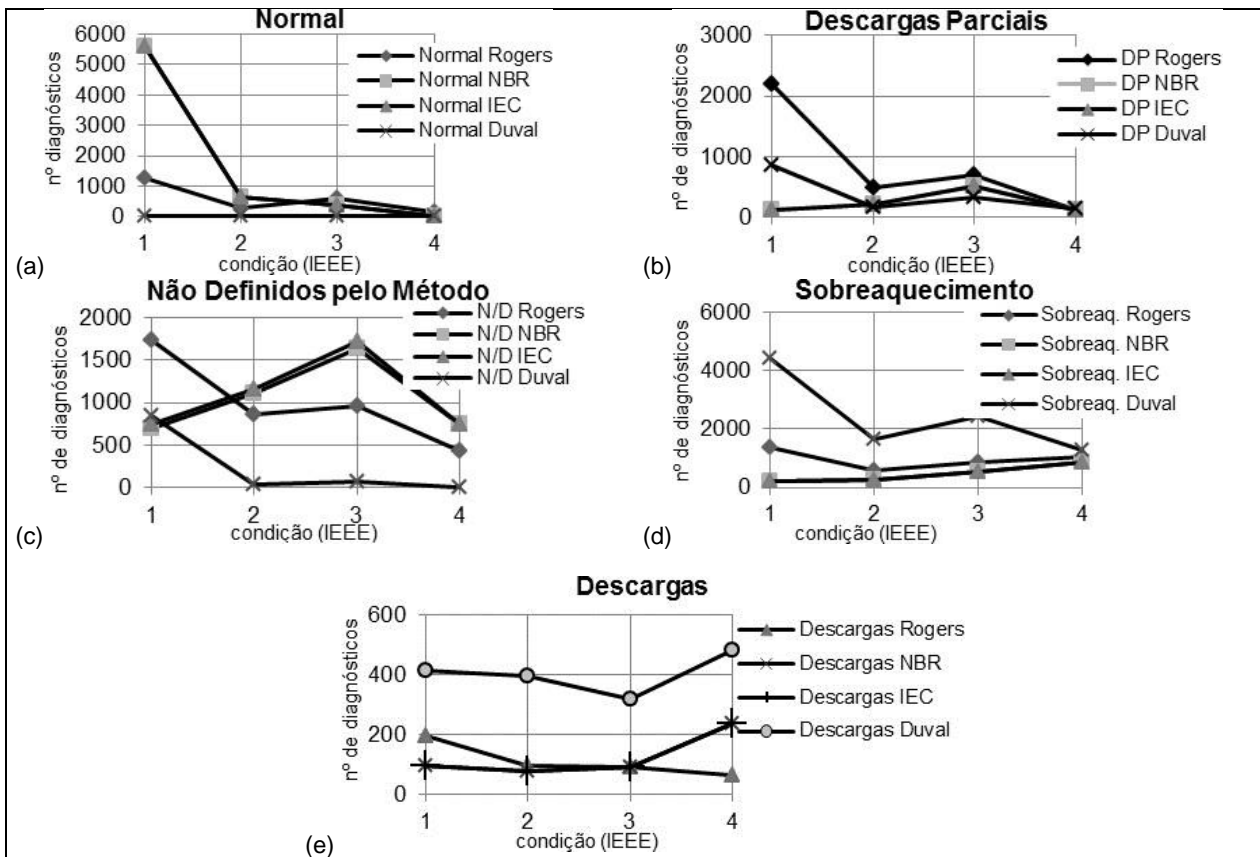 Normal
nº de diagnósticos
6000
5000
4000
3000
2000
1000
0
Normal Rogers
Normal NBR
Normal IEC
Normal Duval
1 2 3 4
condição (IEEE)
(a)
Descargas Parciais
nº de diagnósticos
3000
2000
1000
0
DP Rogers
DP NBR
DP IEC
DP Duval
1 2 3 4
condição (IEEE)
(b)
Não Definidos pelo Método
nº de diagnósticos
2000
1500
1000
500
0
N/D Rogers
N/D NBR
N/D IEC
N/D Duval
1 2 3 4
condição (IEEE)
(c)
Sobreaquecimento
nº de diagnósticos
6000
4000
2000
0
Sobreaq. Rogers
Sobreaq. NBR
Sobreaq. IEC
Sobreaq. Duval
1 2 3 4
condição (IEEE)
(d)
Descargas
nº de diagnósticos
600
400
200
0
Descargas Rogers
Descargas NBR
Descargas IEC
Descargas Duval
1 2 3 4
condição (IEEE)
(e)